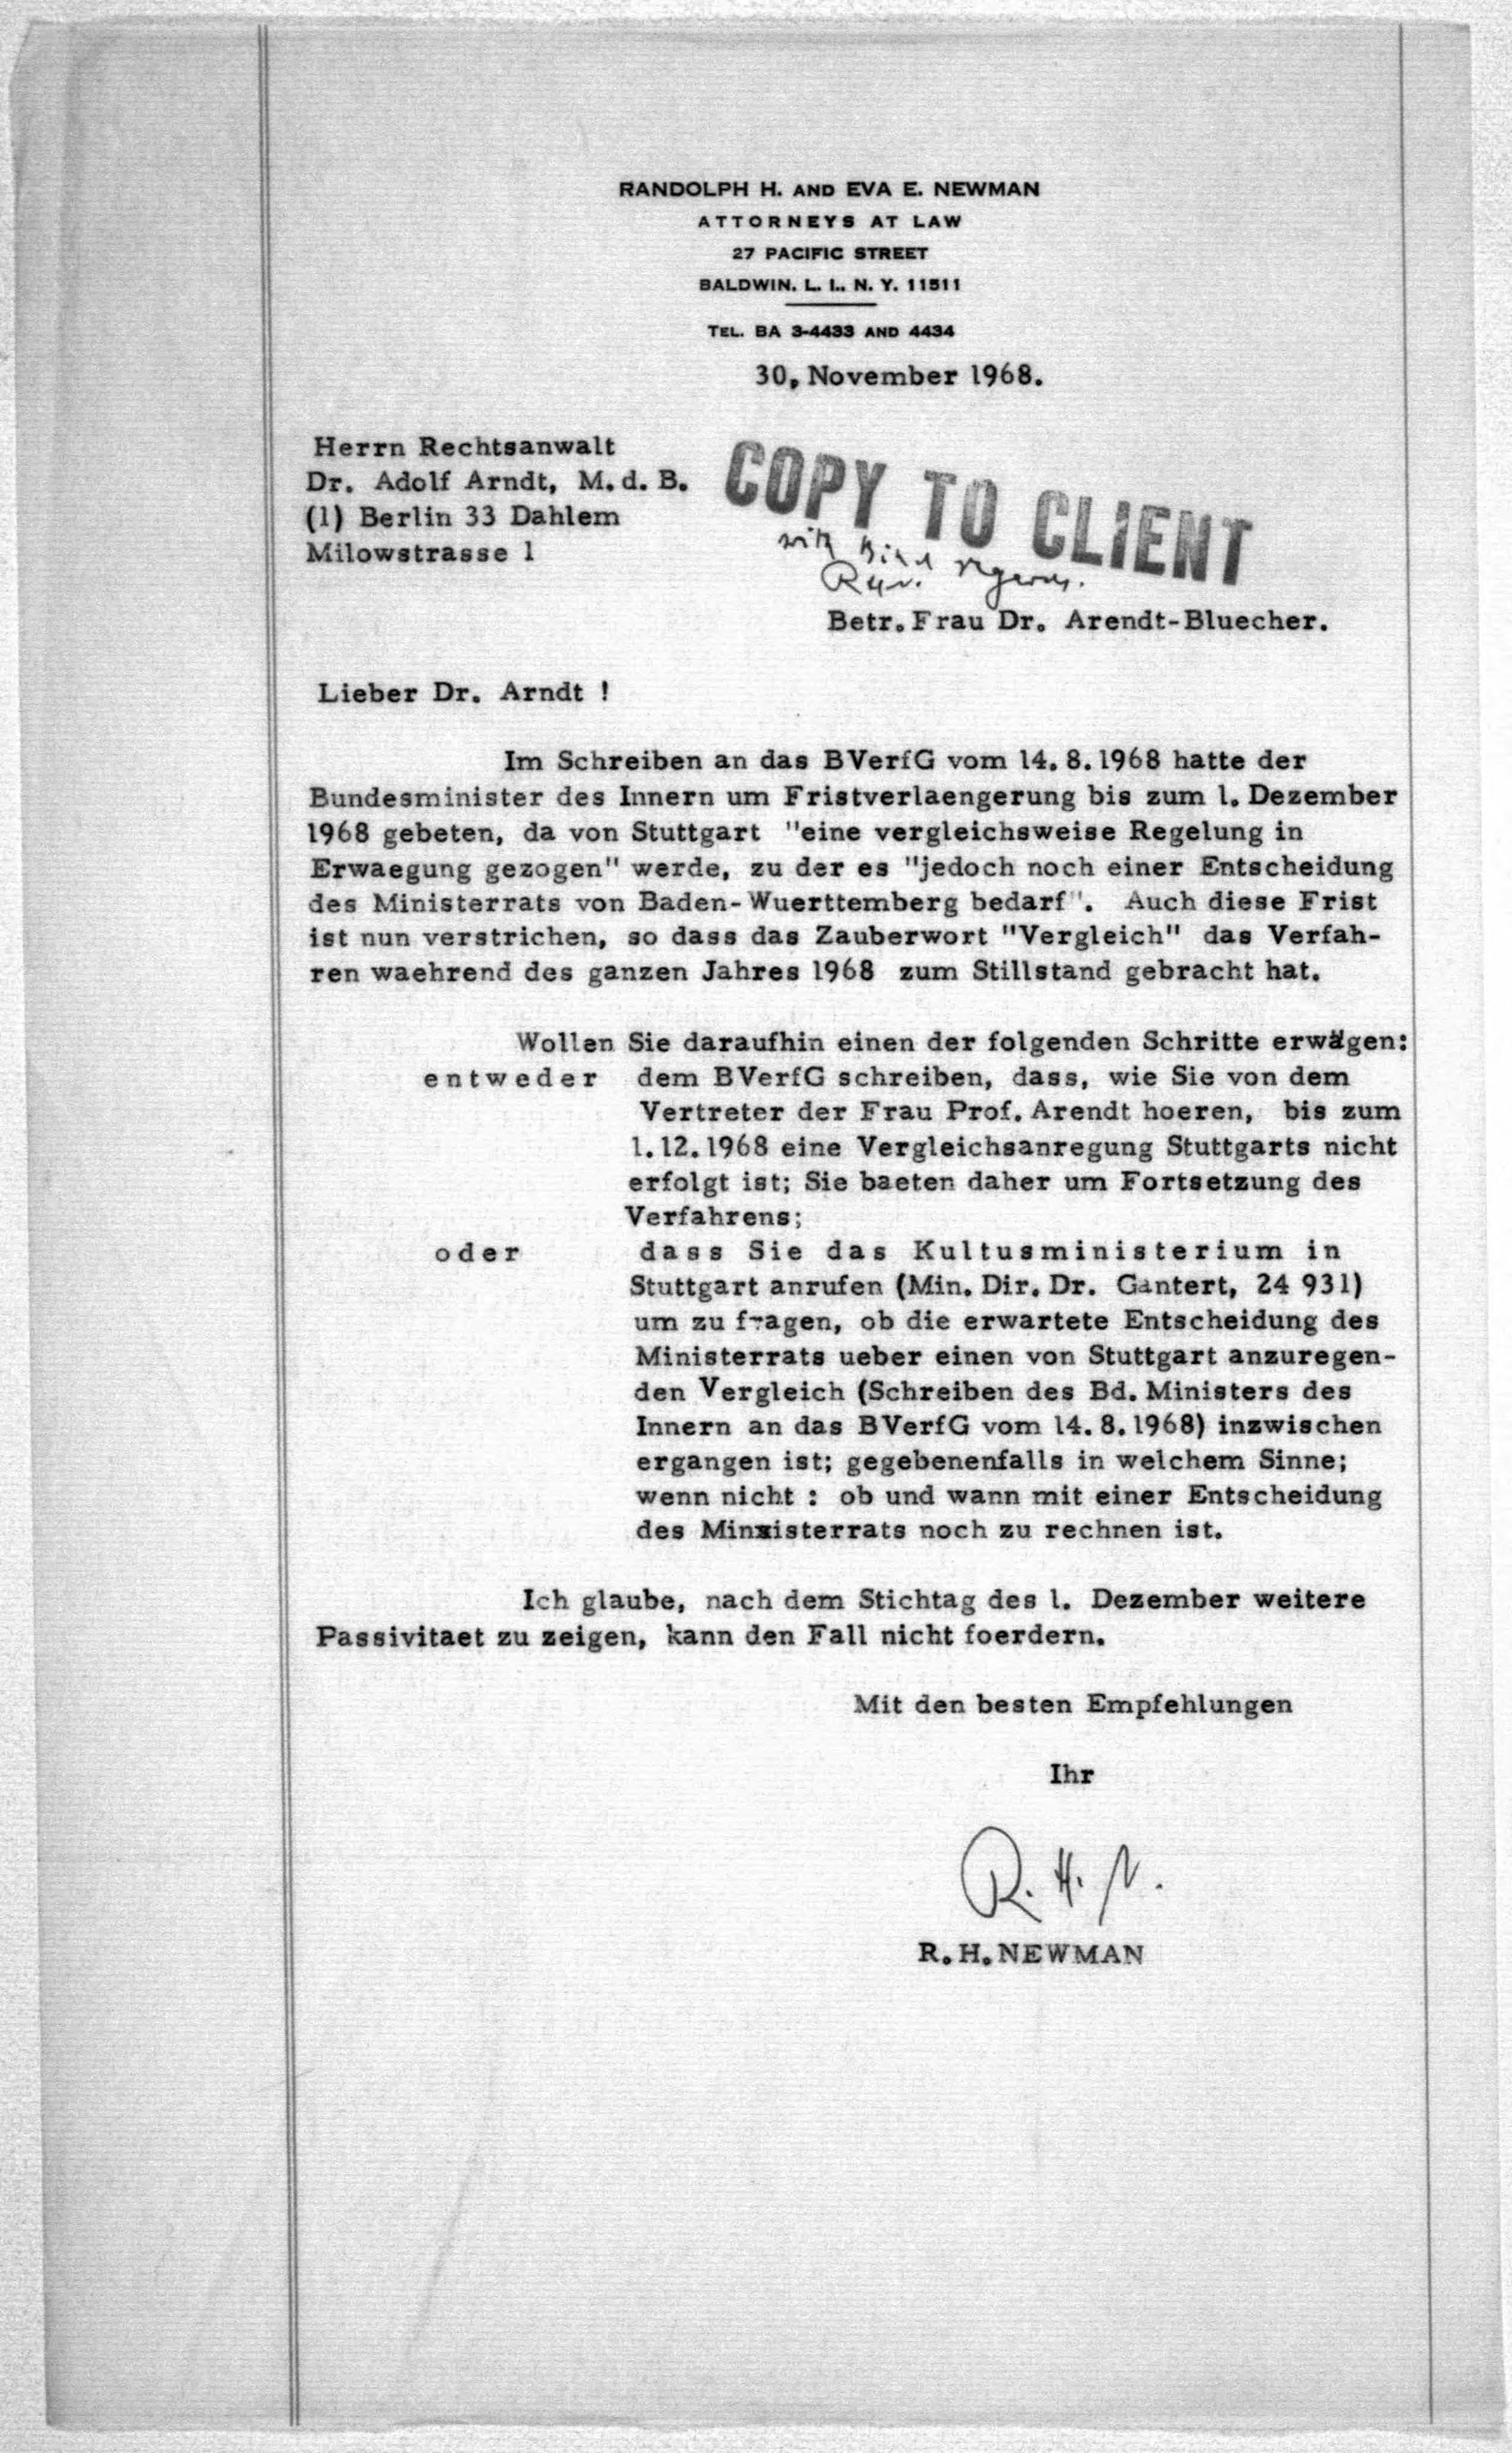 RANDOLPH H. AND EVA E. NEWMAN
ATTORNEYS AT LAW
27 PACIFIC STREET
BALDWIN, L. I., N. Y. 11511
TEL. BA 3-4433 AND 4434
30, November 1968.
Herrn Rechtsanwalt
Dr. Adolf Arndt, M. d. B.
(1) Berlin 33 Dahlem
Milowstrasse 1
COPY TO CLIENT
with kind regards.
Betr. Frau Dr. Arendt-Bluecher.
Lieber Dr. Arndt !
Im Schreiben an das BVerfG vom 14. 8. 1968 hatte der
Bundesminister des Innern um Fristverlaengerung bis zum 1. Dezember
1968 gebeten, da von Stuttgart "eine vergleichsweise Regelung in
Erwaegung gezogen" werde, zu der es "jedoch noch einer Entscheidung
des Ministerrats von Baden-Wuerttemberg bedarf". Auch diese Frist
ist nun verstrichen, so dass das Zauberwort "Vergleich" das Verfah-
ren waehrend des ganzen Jahres 1968 zum Stillstand gebracht hat.
Wollen Sie daraufhin einen der folgenden Schritte erwägen:
entweder dem BVerfG schreiben, dass, wie Sie von dem
Vertreter der Frau Prof. Arendt hoeren, bis zum
1. 12. 1968 eine Vergleichsanregung Stuttgarts nicht
erfolgt ist; Sie baeten daher um Fortsetzung des
Verfahrens;
oder dass Sie das Kultusministerium in
Stuttgart anrufen (Min. Dir. Dr. Gantert, 24 931)
um zu fragen, ob die erwartete Entscheidung des
Ministerrats ueber einen von Stuttgart anzuregen-
den Vergleich (Schreiben des Bd. Ministers des
Innern an das BVerfG vom 14. 8. 1968) inzwischen
ergangen ist; gegebenenfalls in welchem Sinne;
wenn nicht : ob und wann mit einer Entscheidung
des Minxisterrats noch zu rechnen ist.
Ich glaube, nach dem Stichtag des 1. Dezember weitere
Passivitaet zu zeigen, kann den Fall nicht foerdern.
Mit den besten Empfehlungen
Ihr
R. H. N.
R. H. NEWMAN